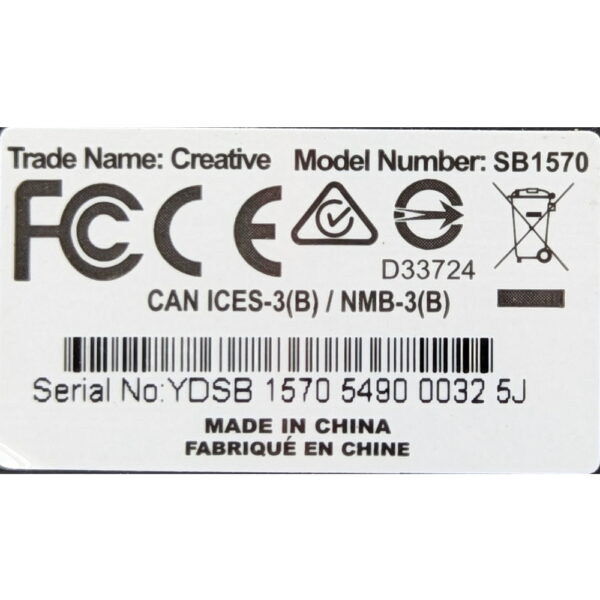 Trade Name: Creative Model Number: SB1570
FC CE
D33724
CAN ICES-3(B) / NMB-3(B)
Serial No:YDSB 1570 5490 0032 5J
MADE IN CHINA
FABRIQUÉ EN CHINE